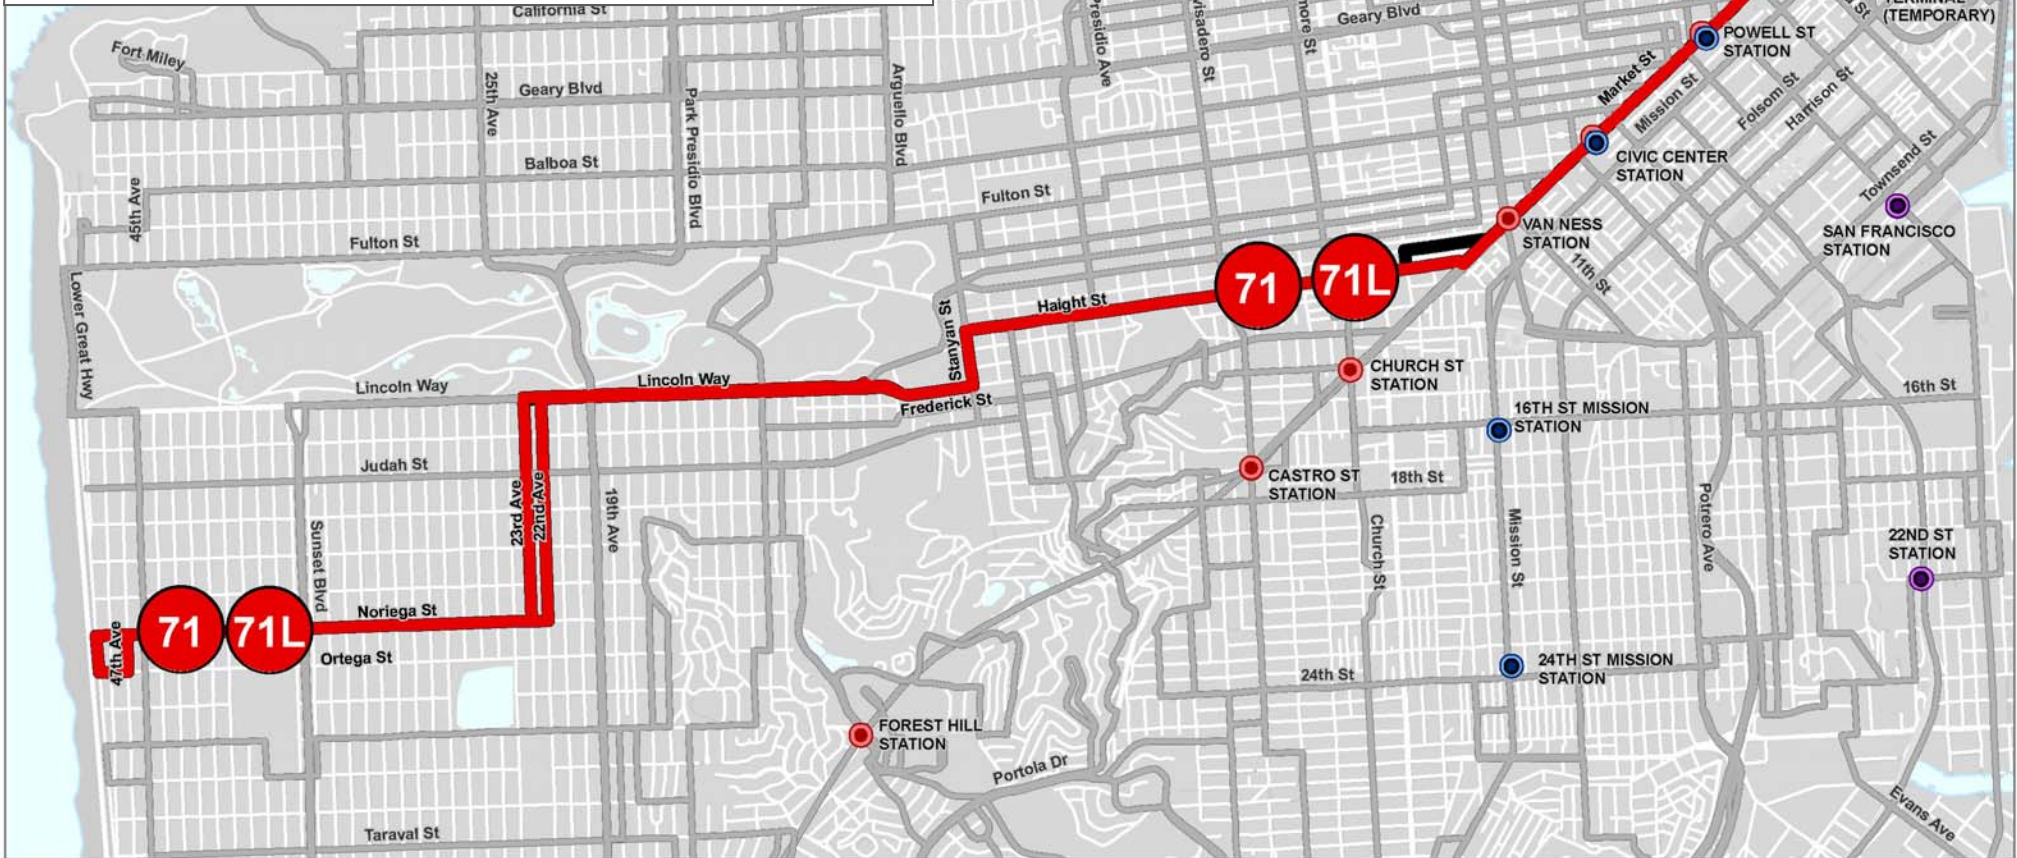 California St
Presidio Ave
Geary Blvd
(TEMPORARY)
POWELL ST
STATION
Fort Miley
25th Ave
Geary Blvd
Park Presidio Blvd
Arguello Blvd
Market St
Mission St
Folsom St
Harrison St
Balboa St
CIVIC CENTER
STATION
Townsend St
45th Ave
Fulton St
Fulton St
VAN NESS
STATION
SAN FRANCISCO
STATION
11th St
Lower Great Hwy
71
71L
Haight St
Stanyan St
Lincoln Way
Lincoln Way
Frederick St
CHURCH ST
STATION
16th St
16TH ST MISSION
STATION
Judah St
CASTRO ST
STATION
18th St
23rd Ave
22nd Ave
19th Ave
Sunset Blvd
Church St
Mission St
Potrero Ave
22ND ST
STATION
Noriega St
71
71L
47th Ave
Ortega St
24th St
24TH ST MISSION
STATION
FOREST HILL
STATION
Portola Dr
Evans Ave
Taraval St